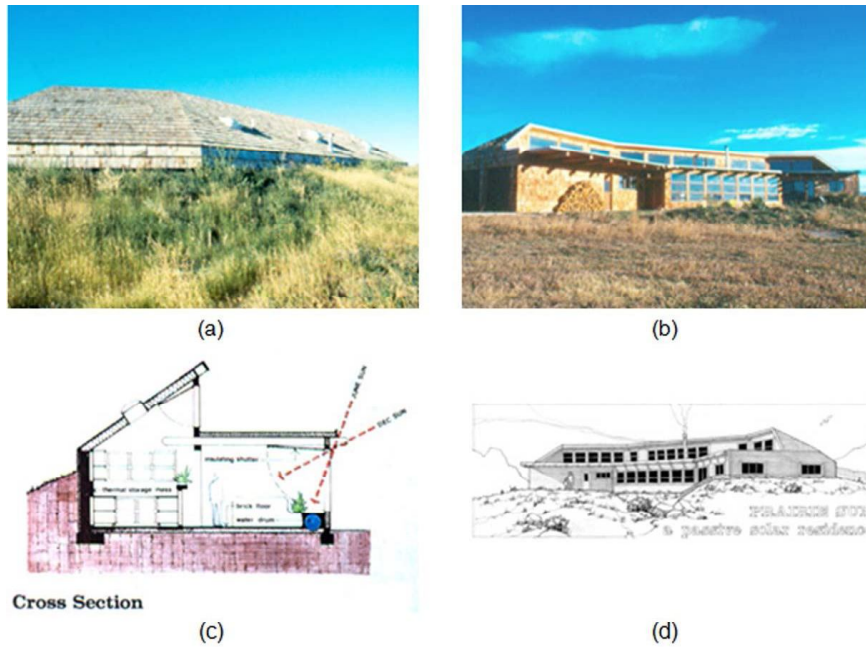 (a)
(b)
JUNE SUN
DEC SUN
insulating shutter
thermal storage mass
brick floor
water drum
Cross Section
(c)
PRAIRIE SUN
a passive solar residence
(d)